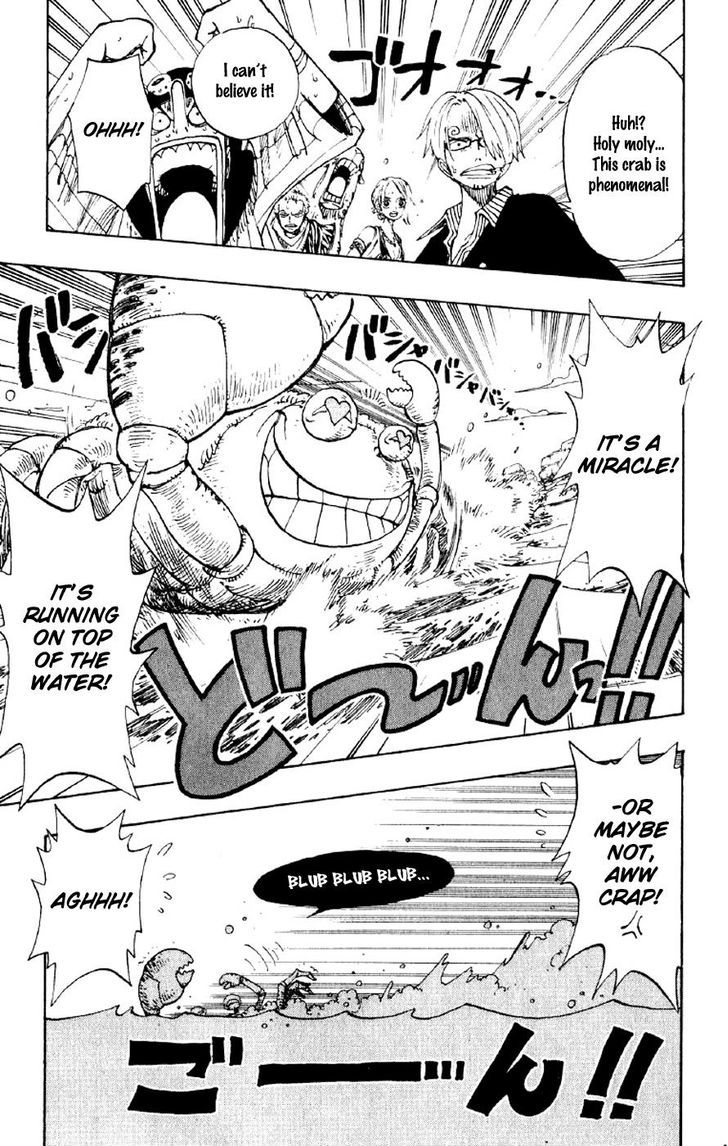 Huh!?
Holy moly...
This crab is
phenomenal!
ゴオオオ...
I can't
believe it!
OHHH!
IT'S A
MIRACLE!
バシャバシャ
バシャバシャ
IT'S
RUNNING
ON TOP
OF THE
WATER!
ど〜〜ん!!
-OR
MAYBE
NOT,
AWW
CRAP!
BLUB BLUB BLUB...
AGHHH!
ごーーん!!